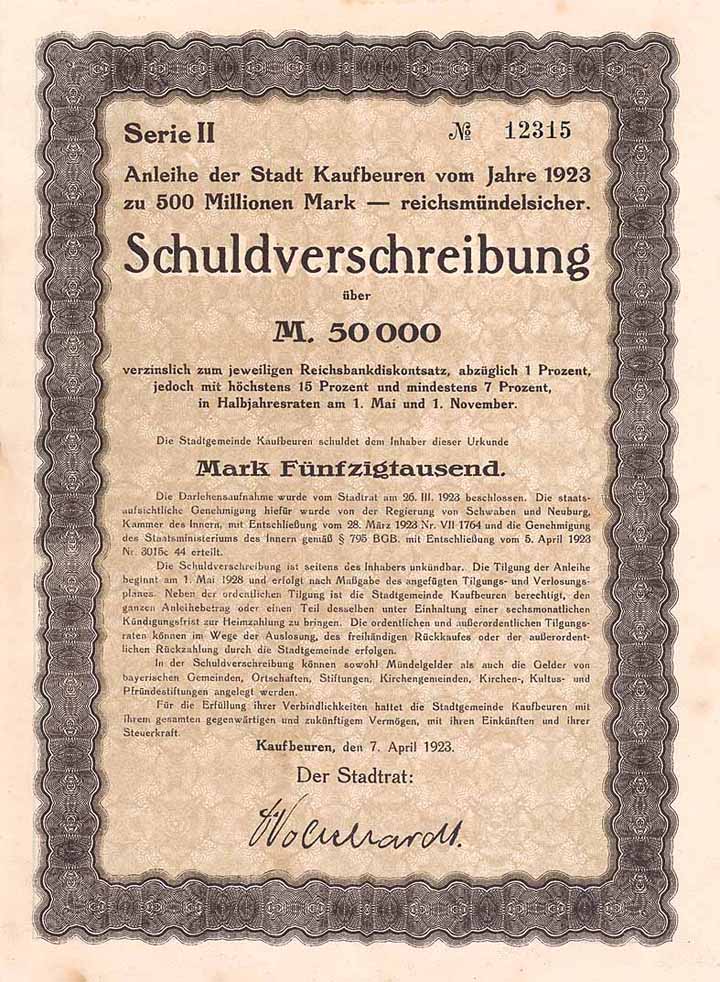 Serie II № 12315
Anleihe der Stadt Kaufbeuren vom Jahre 1923
zu 500 Millionen Mark — reichsmündelsicher.
Schuldverschreibung
über
M. 50 000
verzinslich zum jeweiligen Reichsbankdiskontsatz, abzüglich 1 Prozent,
jedoch mit höchstens 15 Prozent und mindestens 7 Prozent,
in Halbjahresraten am 1. Mai und 1. November.
Die Stadtgemeinde Kaufbeuren schuldet dem Inhaber dieser Urkunde
Mark Fünfzigtausend.
Die Darlehensaufnahme wurde vom Stadtrat am 26. III. 1923 beschlossen. Die staats-
aufsichtliche Genehmigung hiefür wurde von der Regierung von Schwaben und Neuburg,
Kammer des Innern, mit Entschließung vom 28. März 1923 Nr. VII 1764 und die Genehmigung
des Staatsministeriums des Innern gemäß § 795 BGB. mit Entschließung vom 5. April 1923
Nr. 3015c 44 erteilt.
Die Schuldverschreibung ist seitens des Inhabers unkündbar. Die Tilgung der Anleihe
beginnt am 1. Mai 1928 und erfolgt nach Maßgabe des angefügten Tilgungs- und Verlosungs-
planes. Neben der ordentlichen Tilgung ist die Stadtgemeinde Kaufbeuren berechtigt, den
ganzen Anleihebetrag oder einen Teil desselben unter Einhaltung einer sechsmonatlichen
Kündigungsfrist zur Heimzahlung zu bringen. Die ordentlichen und außerordentlichen Tilgungs-
raten können im Wege der Auslosung, des freihändigen Rückkaufes oder der außerordent-
lichen Rückzahlung durch die Stadtgemeinde erfolgen.
In der Schuldverschreibung können sowohl Mündelgelder als auch die Gelder von
bayerischen Gemeinden, Ortschaften, Stiftungen, Kirchengemeinden, Kirchen-, Kultus- und
Pfründestiftungen angelegt werden.
Für die Erfüllung ihrer Verbindlichkeiten haftet die Stadtgemeinde Kaufbeuren mit
ihrem gesamten gegenwärtigen und zukünftigem Vermögen, mit ihren Einkünften und ihrer
Steuerkraft.
Kaufbeuren, den 7. April 1923.
Der Stadtrat: